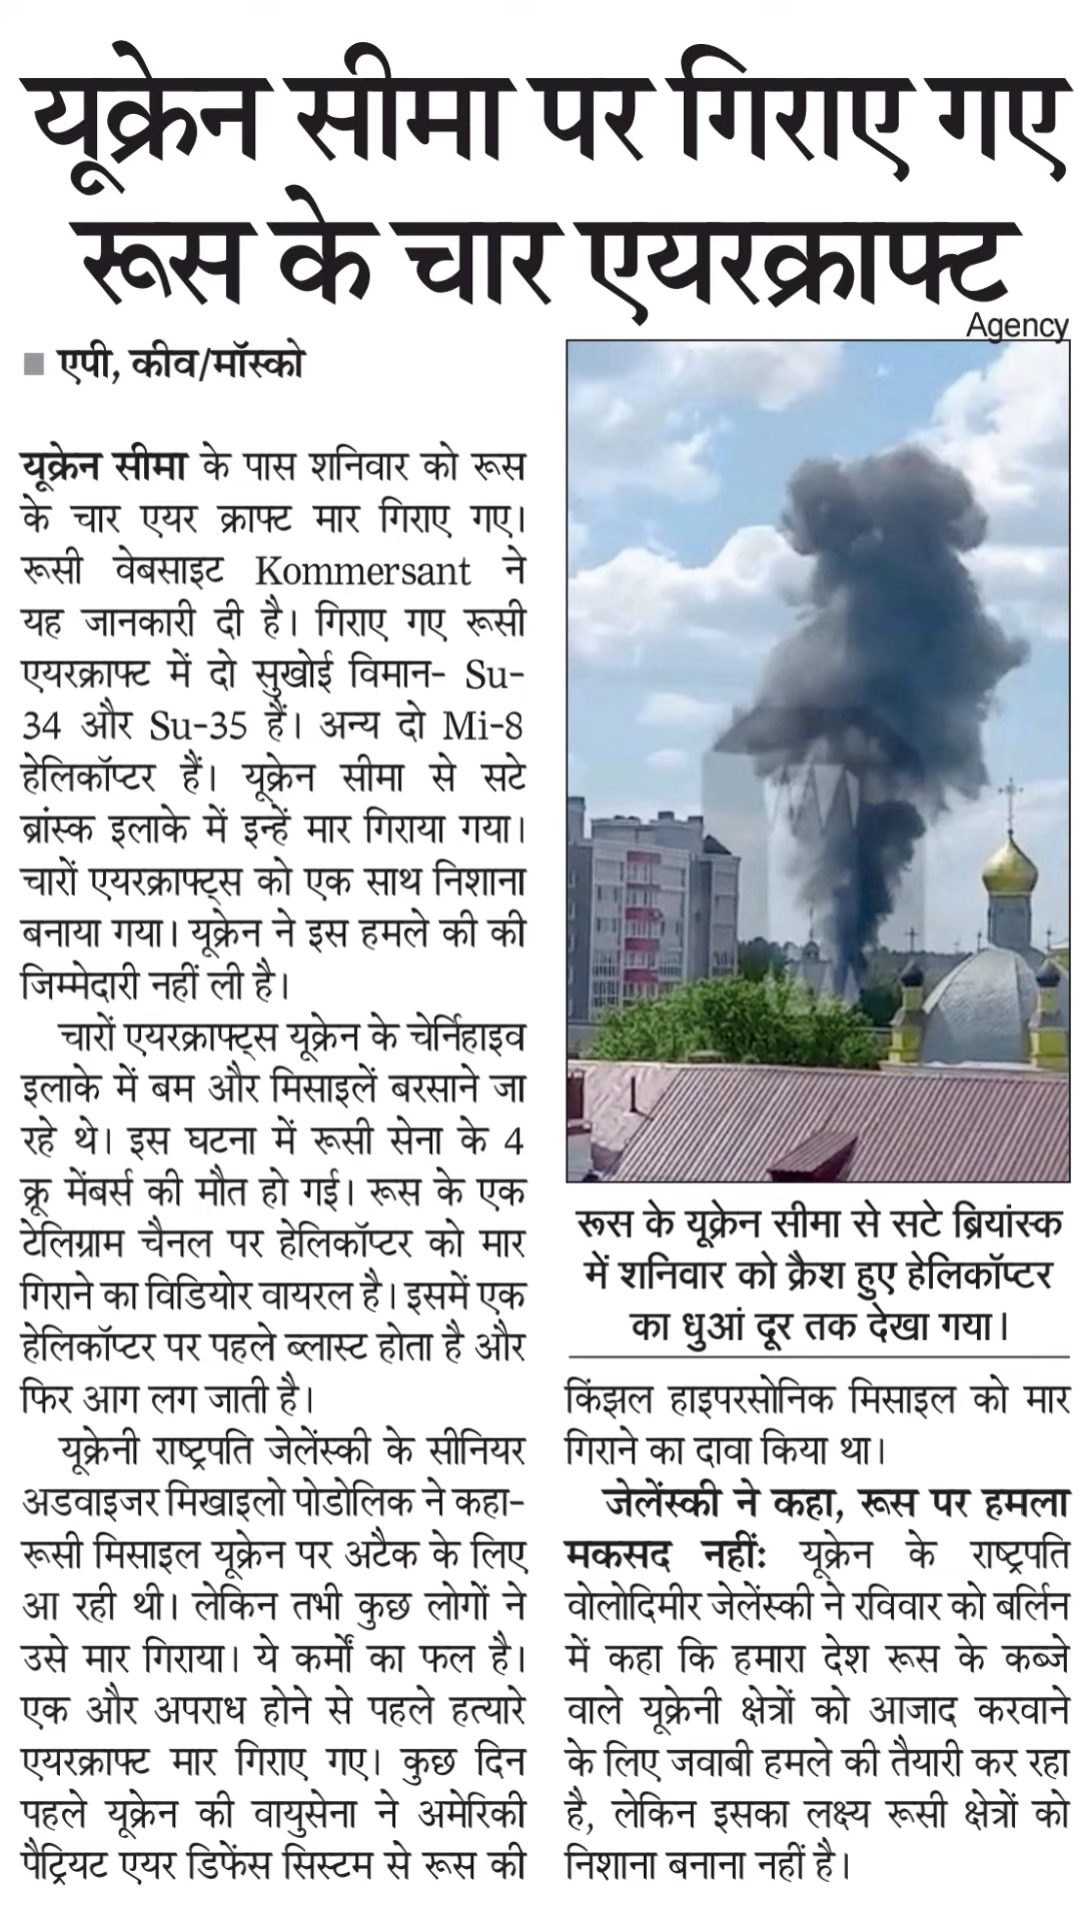 यूक्रेन सीमा पर गिराए गए
रूस के चार एयरक्राफ्ट
Agency
■ एपी, कीव/मॉस्को
यूक्रेन सीमा के पास शनिवार को रूस
के चार एयर क्राफ्ट मार गिराए गए।
रूसी वेबसाइट Kommersant ने
यह जानकारी दी है। गिराए गए रूसी
एयरक्राफ्ट में दो सुखोई विमान- Su-
34 और Su-35 हैं। अन्य दो Mi-8
हेलिकॉप्टर हैं। यूक्रेन सीमा से सटे
ब्रांस्क इलाके में इन्हें मार गिराया गया।
चारों एयरक्राफ्ट्स को एक साथ निशाना
बनाया गया। यूक्रेन ने इस हमले की की
जिम्मेदारी नहीं ली है।
चारों एयरक्राफ्ट्स यूक्रेन के चेर्निहाइव
इलाके में बम और मिसाइलें बरसाने जा
रहे थे। इस घटना में रूसी सेना के 4
क्रू मेंबर्स की मौत हो गई। रूस के एक
टेलिग्राम चैनल पर हेलिकॉप्टर को मार
गिराने का विडियोर वायरल है। इसमें एक
हेलिकॉप्टर पर पहले ब्लास्ट होता है और
फिर आग लग जाती है।
यूक्रेनी राष्ट्रपति जेलेंस्की के सीनियर
अडवाइजर मिखाइलो पोडोलिक ने कहा-
रूसी मिसाइल यूक्रेन पर अटैक के लिए
आ रही थी। लेकिन तभी कुछ लोगों ने
उसे मार गिराया। ये कर्मों का फल है।
एक और अपराध होने से पहले हत्यारे
एयरक्राफ्ट मार गिराए गए। कुछ दिन
पहले यूक्रेन की वायुसेना ने अमेरिकी
पैट्रियट एयर डिफेंस सिस्टम से रूस की
रूस के यूक्रेन सीमा से सटे ब्रियांस्क
में शनिवार को क्रैश हुए हेलिकॉप्टर
का धुआं दूर तक देखा गया।
किंझल हाइपरसोनिक मिसाइल को मार
गिराने का दावा किया था।
जेलेंस्की ने कहा, रूस पर हमला
मकसद नहीं: यूक्रेन के राष्ट्रपति
वोलोदिमीर जेलेंस्की ने रविवार को बर्लिन
में कहा कि हमारा देश रूस के कब्जे
वाले यूक्रेनी क्षेत्रों को आजाद करवाने
के लिए जवाबी हमले की तैयारी कर रहा
है, लेकिन इसका लक्ष्य रूसी क्षेत्रों को
निशाना बनाना नहीं है।